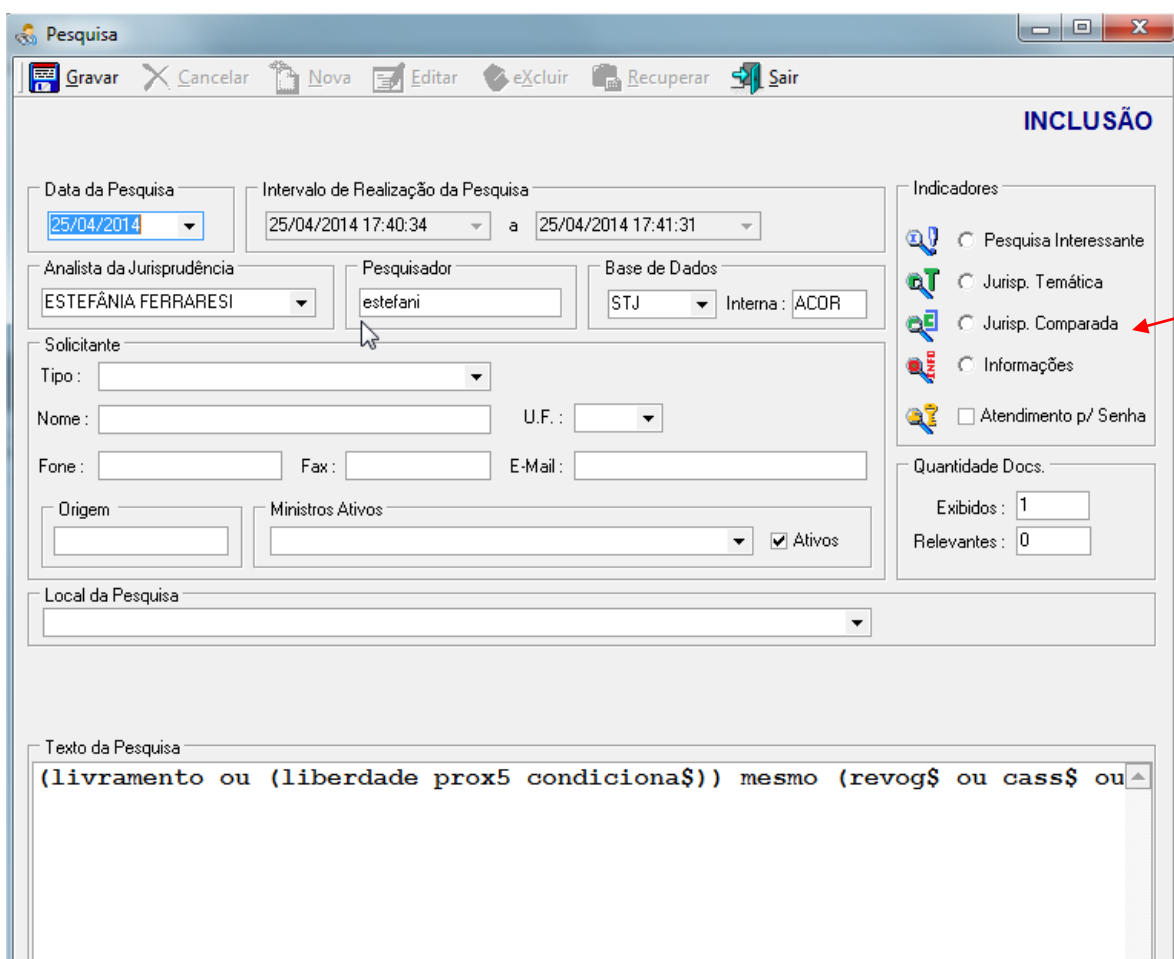 Pesquisa
Gravar Cancelar Nova Editar eXcluir Recuperar Sair
INCLUSÃO
Data da Pesquisa
25/04/2014
Intervalo de Realização da Pesquisa
25/04/2014 17:40:34 a 25/04/2014 17:41:31
Analista da Jurisprudência
ESTEFÂNIA FERRARESI
Pesquisador
estefani
Base de Dados
STJ Interna : ACOR
Solicitante
Tipo :
Nome : U.F. :
Fone : Fax : E-Mail :
Origem
Ministros Ativos
Ativos
Indicadores
Pesquisa Interessante
Jurisp. Temática
Jurisp. Comparada
INFO Informações
Atendimento p/ Senha
Quantidade Docs.
Exibidos : 1
Relevantes : 0
Local da Pesquisa
Texto da Pesquisa
(livramento ou (liberdade prox5 condiciona$)) mesmo (revog$ ou cass$ ou